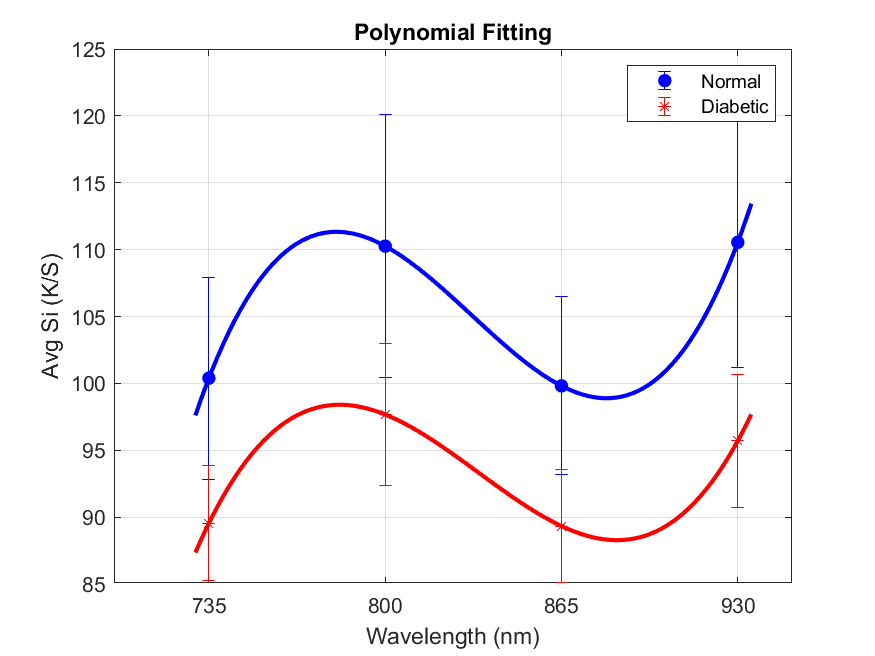 Polynomial Fitting
Normal
Diabetic
125
120
115
110
105
100
95
90
85
Avg Si (K/S)
735 800 865 930
Wavelength (nm)